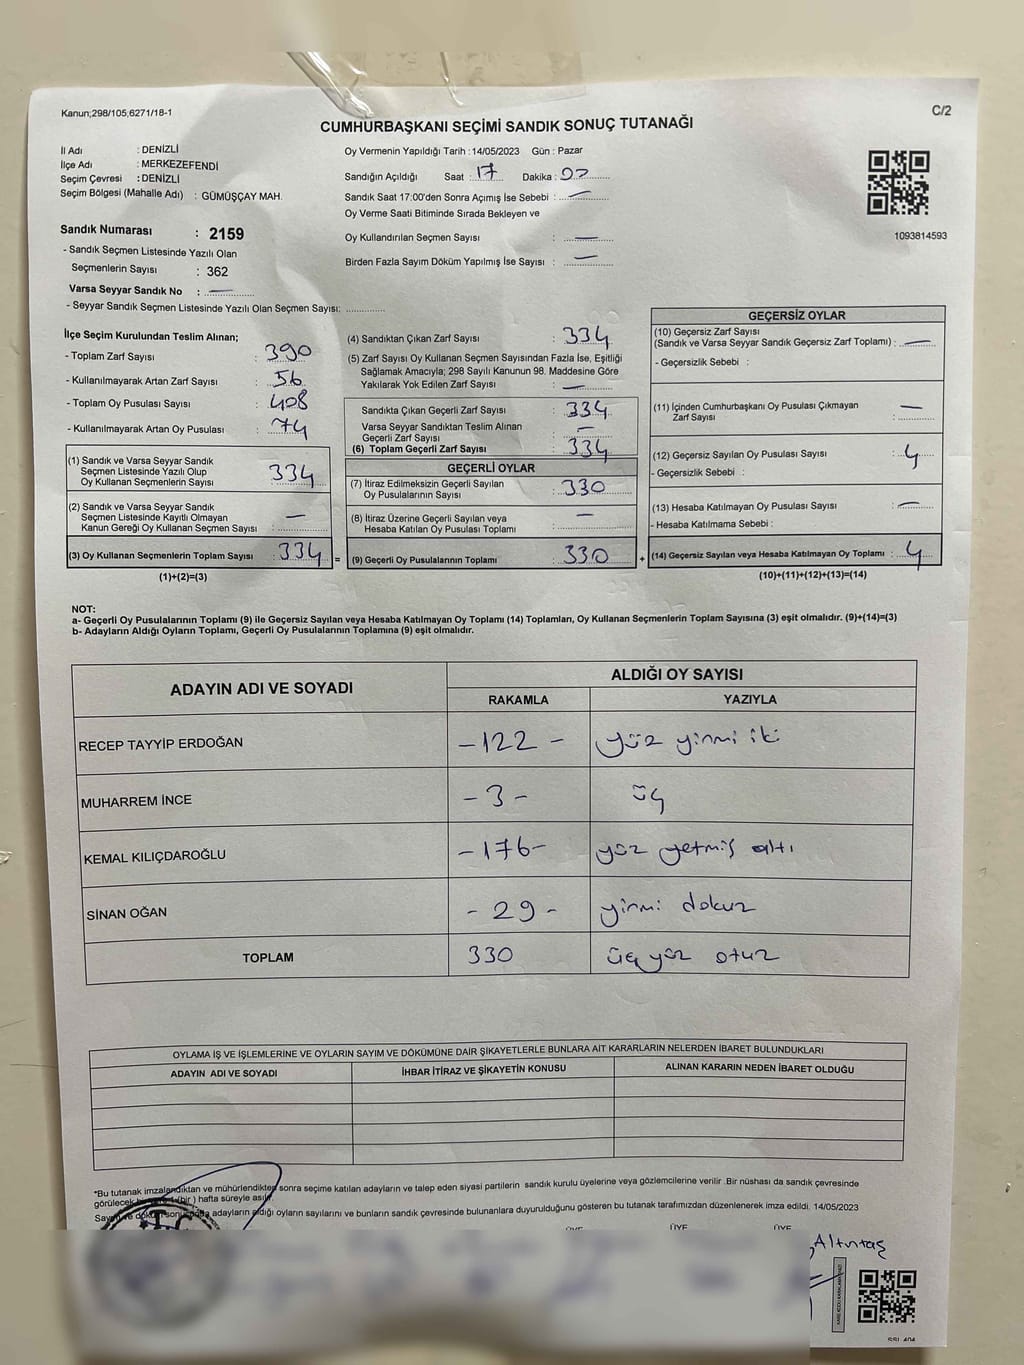 Kanun;298/105,6271/18-1
C/2
CUMHURBAŞKANI SEÇİMİ SANDIK SONUÇ TUTANAĞI
İl Adı : DENİZLİ
İlçe Adı : MERKEZEFENDİ
Seçim Çevresi : DENİZLİ
Seçim Bölgesi (Mahalle Adı) : GÜMÜŞÇAY MAH.
Sandık Numarası : 2159
- Sandık Seçmen Listesinde Yazılı Olan
Seçmenlerin Sayısı : 362
Varsa Seyyar Sandık No : —
- Seyyar Sandık Seçmen Listesinde Yazılı Olan Seçmen Sayısı: ..............
Oy Vermenin Yapıldığı Tarih : 14/05/2023 Gün : Pazar
Sandığın Açıldığı Saat : 17 Dakika : 02
Sandık Saat 17:00'den Sonra Açımış İse Sebebi : —
Oy Verme Saati Bitiminde Sırada Bekleyen ve
Oy Kullandırılan Seçmen Sayısı : —
Birden Fazla Sayım Döküm Yapılmış İse Sayısı : —
1093814593
İlçe Seçim Kurulundan Teslim Alınan;
- Toplam Zarf Sayısı : 390
- Kullanılmayarak Artan Zarf Sayısı : 56
- Toplam Oy Pusulası Sayısı : 408
- Kullanılmayarak Artan Oy Pusulası : 74
(1) Sandık ve Varsa Seyyar Sandık
Seçmen Listesinde Yazılı Olup
Oy Kullanan Seçmenlerin Sayısı : 334
(2) Sandık ve Varsa Seyyar Sandık
Seçmen Listesinde Kayıtlı Olmayan
Kanun Gereği Oy Kullanan Seçmen Sayısı : —
(3) Oy Kullanan Seçmenlerin Toplam Sayısı : 334 =
(1)+(2)=(3)
(4) Sandıktan Çıkan Zarf Sayısı : 334
(5) Zarf Sayısı Oy Kullanan Seçmen Sayısından Fazla İse, Eşitliği
Sağlamak Amacıyla; 298 Sayılı Kanunun 98. Maddesine Göre
Yakılarak Yok Edilen Zarf Sayısı : —
Sandıkta Çıkan Geçerli Zarf Sayısı : 334
Varsa Seyyar Sandıktan Teslim Alınan
Geçerli Zarf Sayısı : —
(6) Toplam Geçerli Zarf Sayısı : 334
GEÇERLİ OYLAR
(7) İtiraz Edilmeksizin Geçerli Sayılan
Oy Pusulalarının Sayısı : 330
(8) İtiraz Üzerine Geçerli Sayılan veya
Hesaba Katılan Oy Pusulası Toplamı : —
(9) Geçerli Oy Pusulalarının Toplamı : 330 +
GEÇERSİZ OYLAR
(10) Geçersiz Zarf Sayısı
(Sandık ve Varsa Seyyar Sandık Geçersiz Zarf Toplamı) : —
- Geçersizlik Sebebi :
(11) İçinden Cumhurbaşkanı Oy Pusulası Çıkmayan
Zarf Sayısı : —
(12) Geçersiz Sayılan Oy Pusulası Sayısı : 4
- Geçersizlik Sebebi :
(13) Hesaba Katılmayan Oy Pusulası Sayısı : —
- Hesaba Katılmama Sebebi :
(14) Geçersiz Sayılan veya Hesaba Katılmayan Oy Toplamı : 4
(10)+(11)+(12)+(13)=(14)
NOT:
a- Geçerli Oy Pusulalarının Toplamı (9) ile Geçersiz Sayılan veya Hesaba Katılmayan Oy Toplamı (14) Toplamları, Oy Kullanan Seçmenlerin Toplam Sayısına (3) eşit olmalıdır. (9)+(14)=(3)
b- Adayların Aldığı Oyların Toplamı, Geçerli Oy Pusulalarının Toplamına (9) eşit olmalıdır.
ADAYIN ADI VE SOYADI ALDIĞI OY SAYISI
RAKAMLA YAZIYLA
RECEP TAYYİP ERDOĞAN -122- yüz yirmi iki
MUHARREM İNCE -3- üç
KEMAL KILIÇDAROĞLU -176- yüz yetmiş altı
SİNAN OĞAN -29- yirmi dokuz
TOPLAM 330 üç yüz otuz
OYLAMA İŞ VE İŞLEMLERİNE VE OYLARIN SAYIM VE DÖKÜMÜNE DAİR ŞİKAYETLERLE BUNLARA AİT KARARLARIN NELERDEN İBARET BULUNDUKLARI
ADAYIN ADI VE SOYADI İHBAR İTİRAZ VE ŞİKAYETİN KONUSU ALINAN KARARIN NEDEN İBARET OLDUĞU
*Bu tutanak imzalandıktan ve mühürlendikten sonra seçime katılan adayların ve talep eden siyasi partilerin sandık kurulu üyelerine veya gözlemcilerine verilir .Bir nüshası da sandık çevresinde
görülecek (bir) hafta süreyle asılır.
adayların aldığı oyların sayılarını ve bunların sandık çevresinde bulunanlara duyurulduğunu gösteren bu tutanak tarafımızdan düzenlenerek imza edildi. 14/05/2023
ÜYE ÜYE ÜYE
Altıntaş